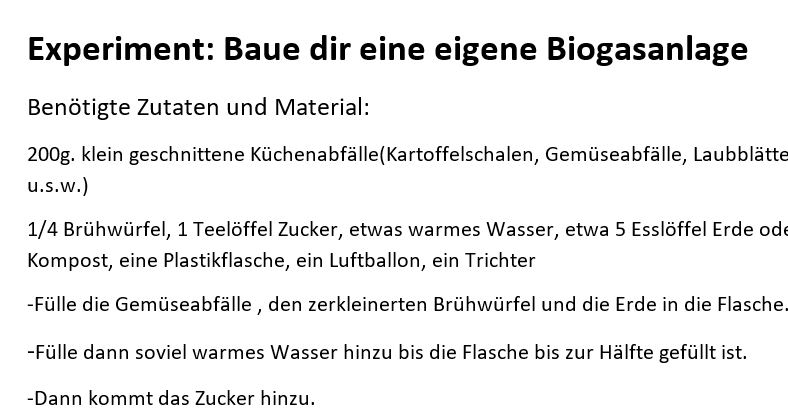 Experiment: Baue dir eine eigene Biogasanlage
Benötigte Zutaten und Material:
200g. klein geschnittene Küchenabfälle(Kartoffelschalen, Gemüseabfälle, Laubblätte
u.s.w.)
1/4 Brühwürfel, 1 Teelöffel Zucker, etwas warmes Wasser, etwa 5 Esslöffel Erde ode
Kompost, eine Plastikflasche, ein Luftballon, ein Trichter
-Fülle die Gemüseabfälle , den zerkleinerten Brühwürfel und die Erde in die Flasche.
-Fülle dann soviel warmes Wasser hinzu bis die Flasche bis zur Hälfte gefüllt ist.
-Dann kommt das Zucker hinzu.